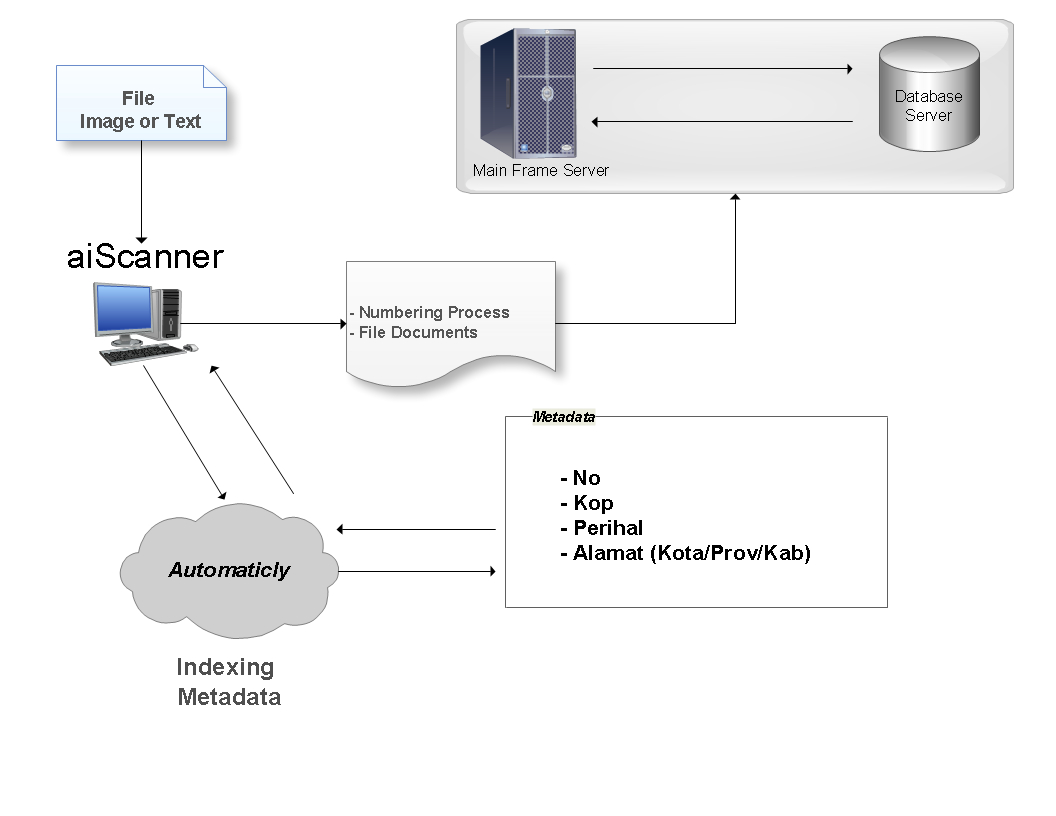 File
Image or Text
Main Frame Server
Database
Server
aiScanner
- Numbering Process
- File Documents
Metadata
- No
- Kop
- Perihal
- Alamat (Kota/Prov/Kab)
Automaticly
Indexing
Metadata